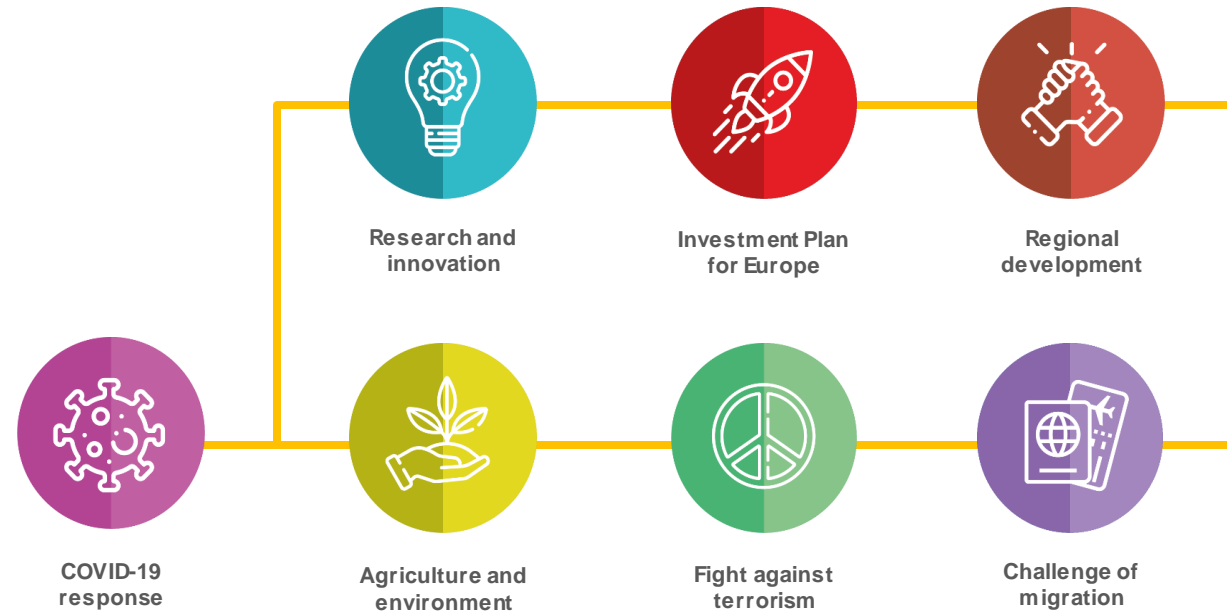 Research and
innovation
Investment Plan
for Europe
Regional
development
COVID-19
response
Agriculture and
environment
Fight against
terrorism
Challenge of
migration